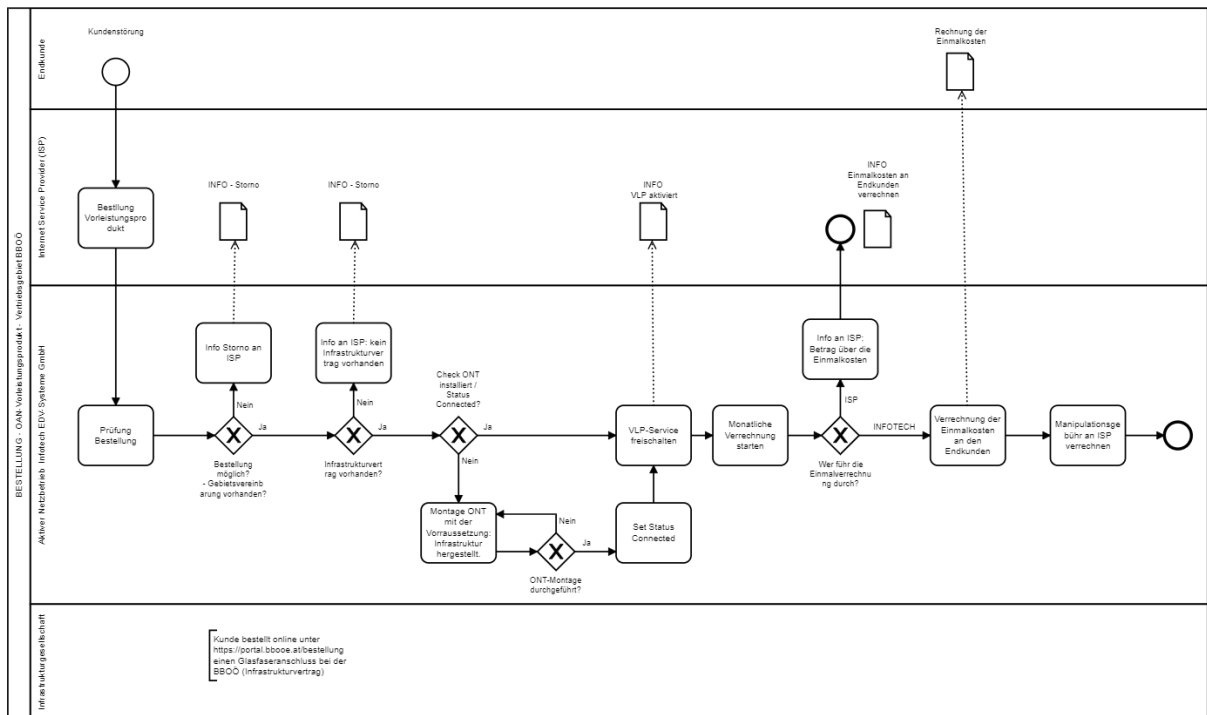 BESTELLUNG - OAN-Vorleistungsprodukt - Vertriebsgebiet BBOÖ
Endkunde
Kundenstörung
Rechnung der
Einmalkosten
Internet Service Provider (ISP)
Bestllung
Vorleistungspro
dukt
INFO - Storno
INFO - Storno
INFO
VLP aktiviert
INFO
Einmalkosten an
Endkunden
verrechnen
Aktiver Netzbetrieb Infotech EDV-Systeme GmbH
Info Storno an
ISP
Info an ISP: kein
Infrastrukturver
trag vorhanden
Info an ISP:
Betrag über die
Einmalkosten
Check ONT
installiert /
Status
Connected?
Nein
Nein
ISP
Prüfung
Bestellung
Ja
Ja
Ja
VLP-Service
freischalten
Monatliche
Verrechnung
starten
INFOTECH
Verrechnung der
Einmalkosten
an den
Endkunden
Manipulationsge
bühr an ISP
verrechnen
Bestellung
möglich?
- Gebietsvereinb
arung vorhanden?
Infrastrukturvert
rag vorhanden?
Nein
Wer führ die
Einmalverrechnu
ng durch?
Montage ONT
mit der
Vorraussetzung:
Infrastruktur
hergestellt.
Nein
Ja
Set Status
Connected
ONT-Montage
durchgeführt?
Infrastrukturgesellschaft
Kunde bestellt online unter
https://portal.bbooe.at/bestellung
einen Glasfaseranschluss bei der
BBOÖ (Infrastrukturvertrag)